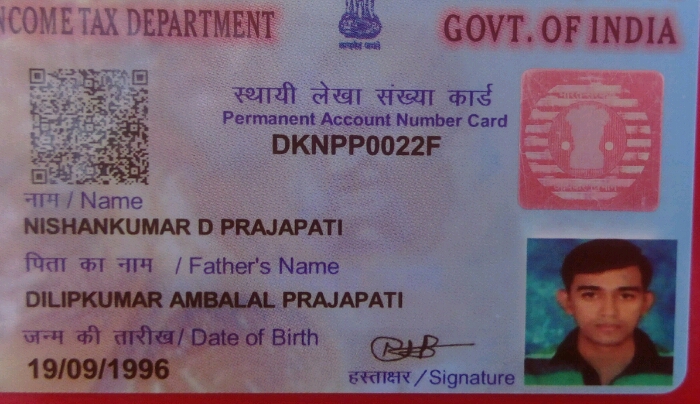 INCOME TAX DEPARTMENT
GOVT. OF INDIA
सत्यमेव जयते
स्थायी लेखा संख्या कार्ड
Permanent Account Number Card
DKNPP0022F
नाम / Name
NISHANKUMAR D PRAJAPATI
पिता का नाम / Father's Name
DILIPKUMAR AMBALAL PRAJAPATI
जन्म की तारीख / Date of Birth
19/09/1996
हस्ताक्षर / Signature